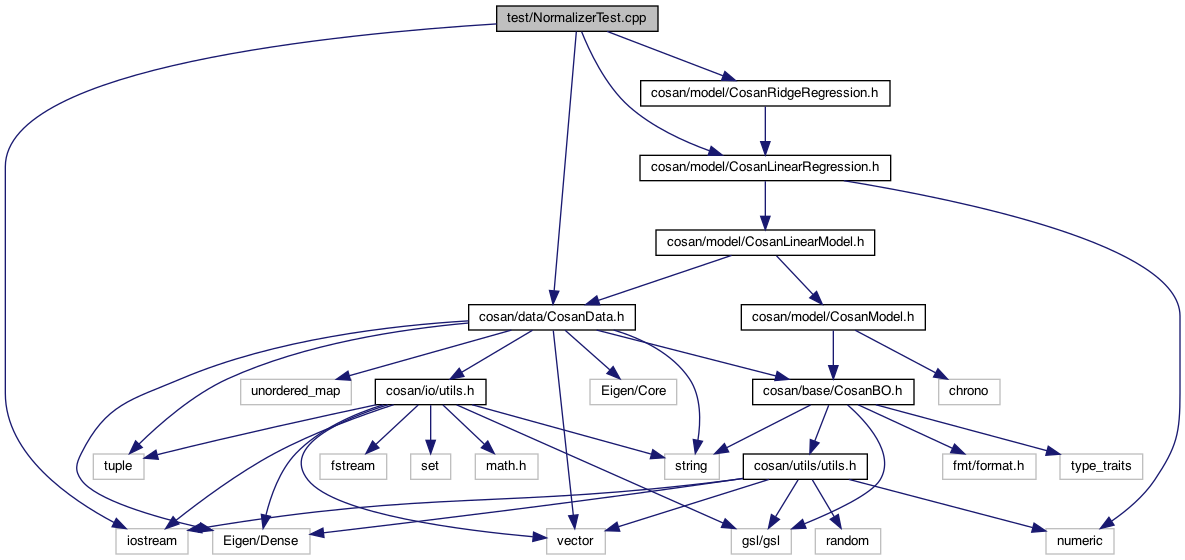 test/NormalizerTest.cpp
cosan/model/CosanRidgeRegression.h
cosan/model/CosanLinearRegression.h
cosan/model/CosanLinearModel.h
cosan/data/CosanData.h
cosan/model/CosanModel.h
unordered_map
cosan/io/utils.h
Eigen/Core
cosan/base/CosanBO.h
chrono
tuple
fstream
set
math.h
string
cosan/utils/utils.h
fmt/format.h
type_traits
iostream
Eigen/Dense
vector
gsl/gsl
random
numeric